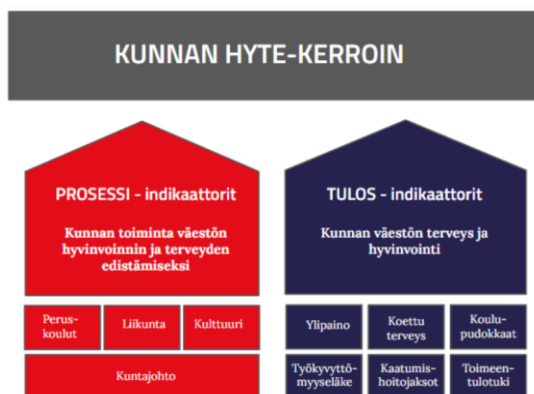 KUNNAN HYTE-KERROIN
PROSESSI - indikaattorit
Kunnan toiminta väestön
hyvinvoinnin ja terveyden
edistämiseksi
TULOS - indikaattorit
Kunnan väestön terveys ja
hyvinvointi
Perus-
koulut
Liikunta
Kulttuuri
Kuntajohto
Ylipaino
Koettu
terveys
Koulu-
pudokkaat
Työkyvyttö-
myyseläke
Kaatumis-
hoitojaksot
Toimeen-
tulotuki